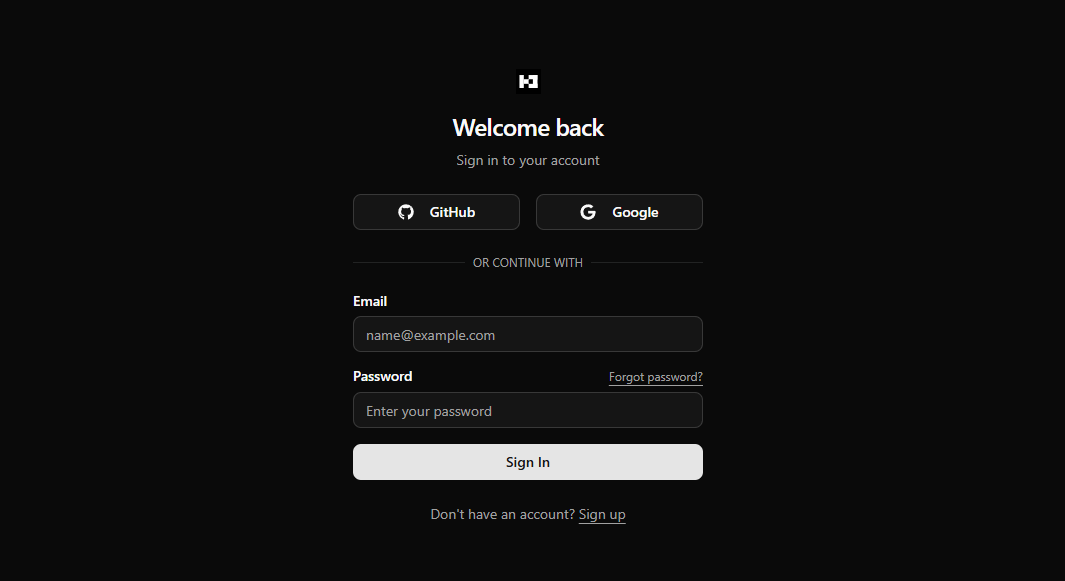 Welcome back
Sign in to your account
GitHub
Google
OR CONTINUE WITH
Email
name@example.com
Password
Forgot password?
Enter your password
Sign In
Don't have an account? Sign up